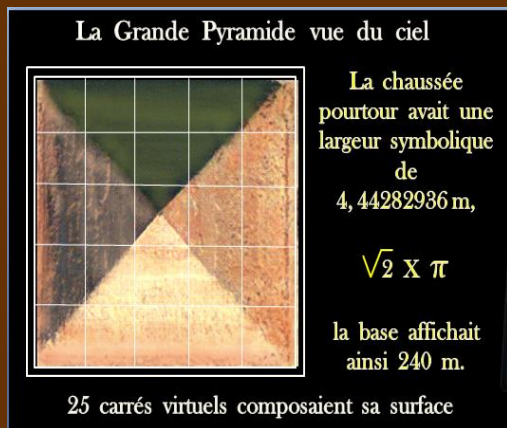 La Grande Pyramide vue du ciel
La chaussée
pourtour avait une
largeur symbolique
de
4, 44282936 m,
√2 X π
la base affichait
ainsi 240 m.
25 carrés virtuels composaient sa surface